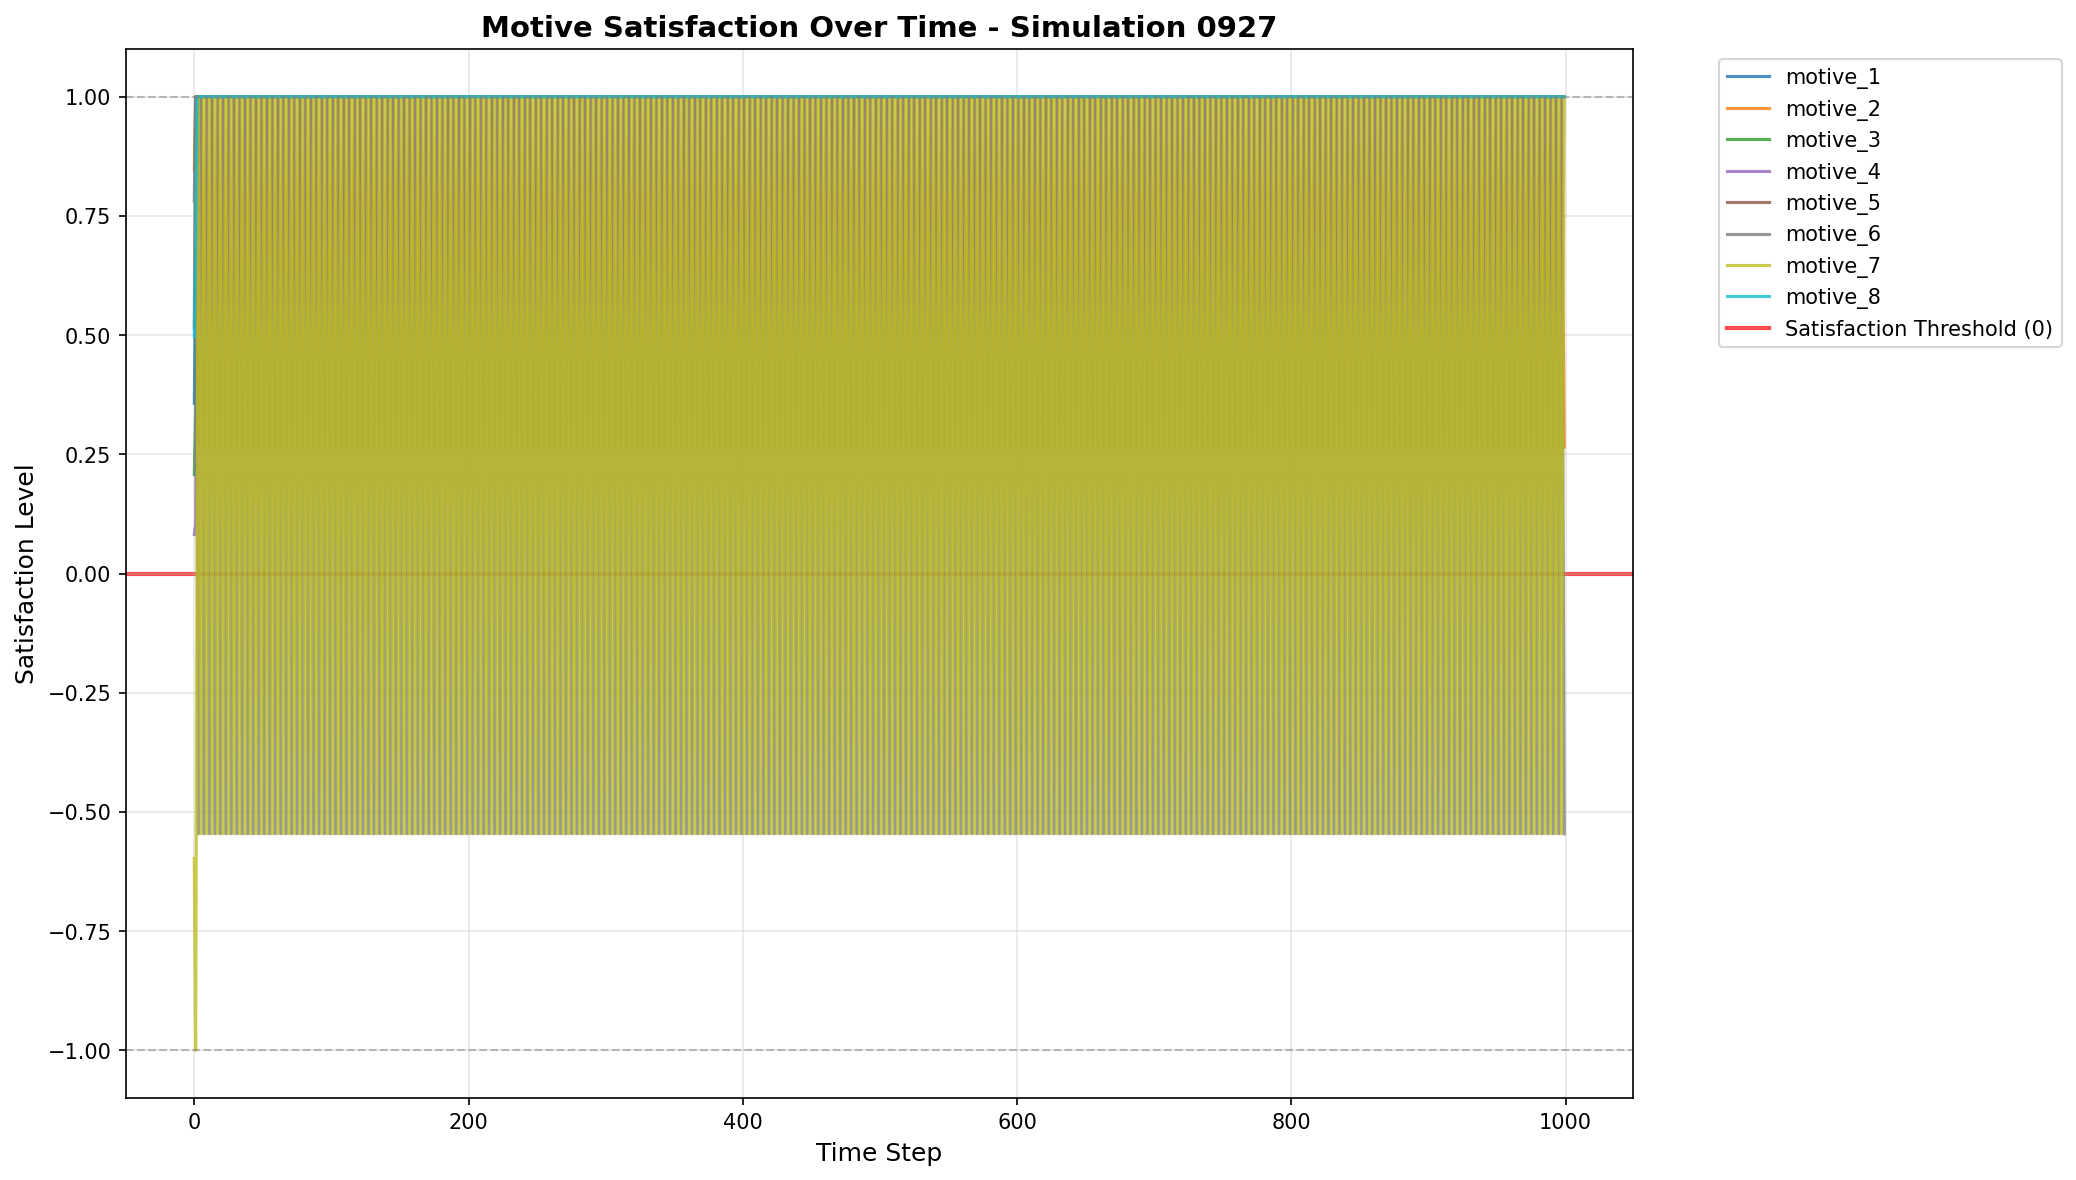 Motive Satisfaction Over Time - Simulation 0927
1.00
0.75
0.50
0.25
0.00
−0.25
−0.50
−0.75
−1.00
Satisfaction Level
0
200
400
600
800
1000
Time Step
motive_1
motive_2
motive_3
motive_4
motive_5
motive_6
motive_7
motive_8
Satisfaction Threshold (0)